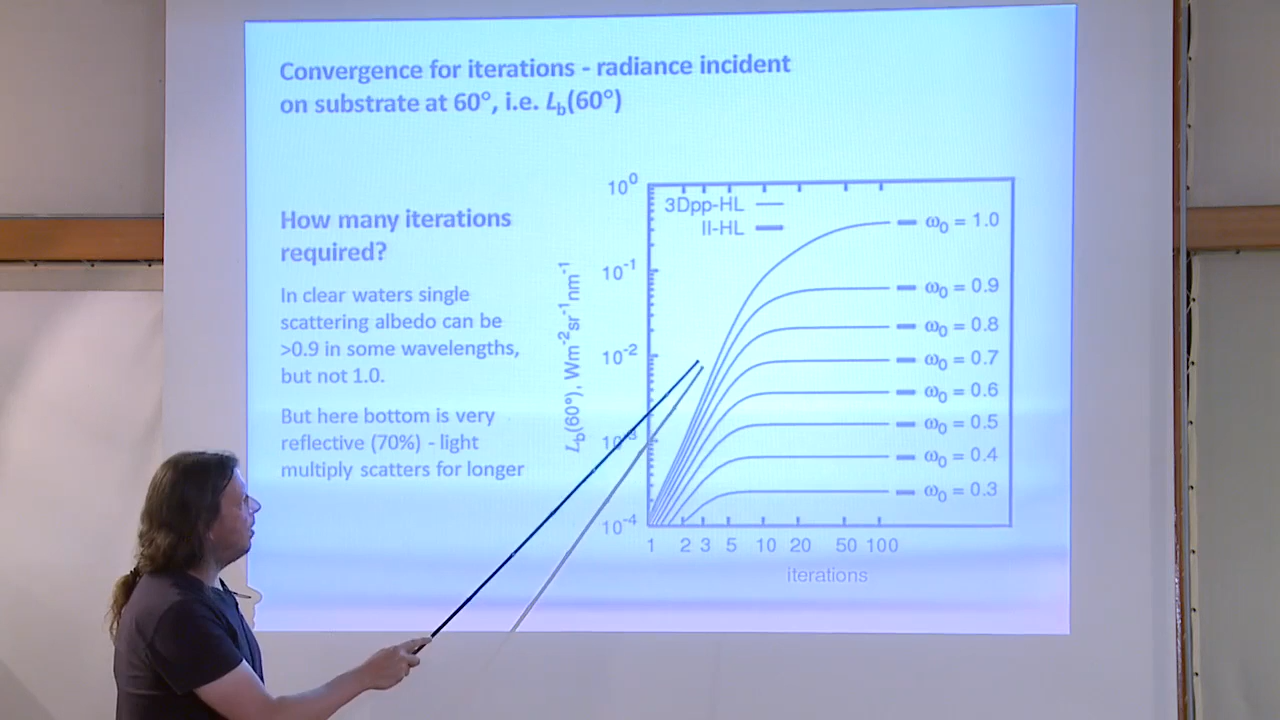 Convergence for iterations - radiance incident
on substrate at 60°, i.e. Lb(60°)
How many iterations
required?
In clear waters single
scattering albedo can be
>0.9 in some wavelengths,
but not 1.0.
But here bottom is very
reflective (70%) - light
multiply scatters for longer
Lb(60°), Wm-2sr-1nm-1
10^0
10^-1
10^-2
10^-3
10^-4
3Dpp-HL
II-HL
ω0 = 1.0
ω0 = 0.9
ω0 = 0.8
ω0 = 0.7
ω0 = 0.6
ω0 = 0.5
ω0 = 0.4
ω0 = 0.3
1 2 3 5 10 20 50 100
iterations